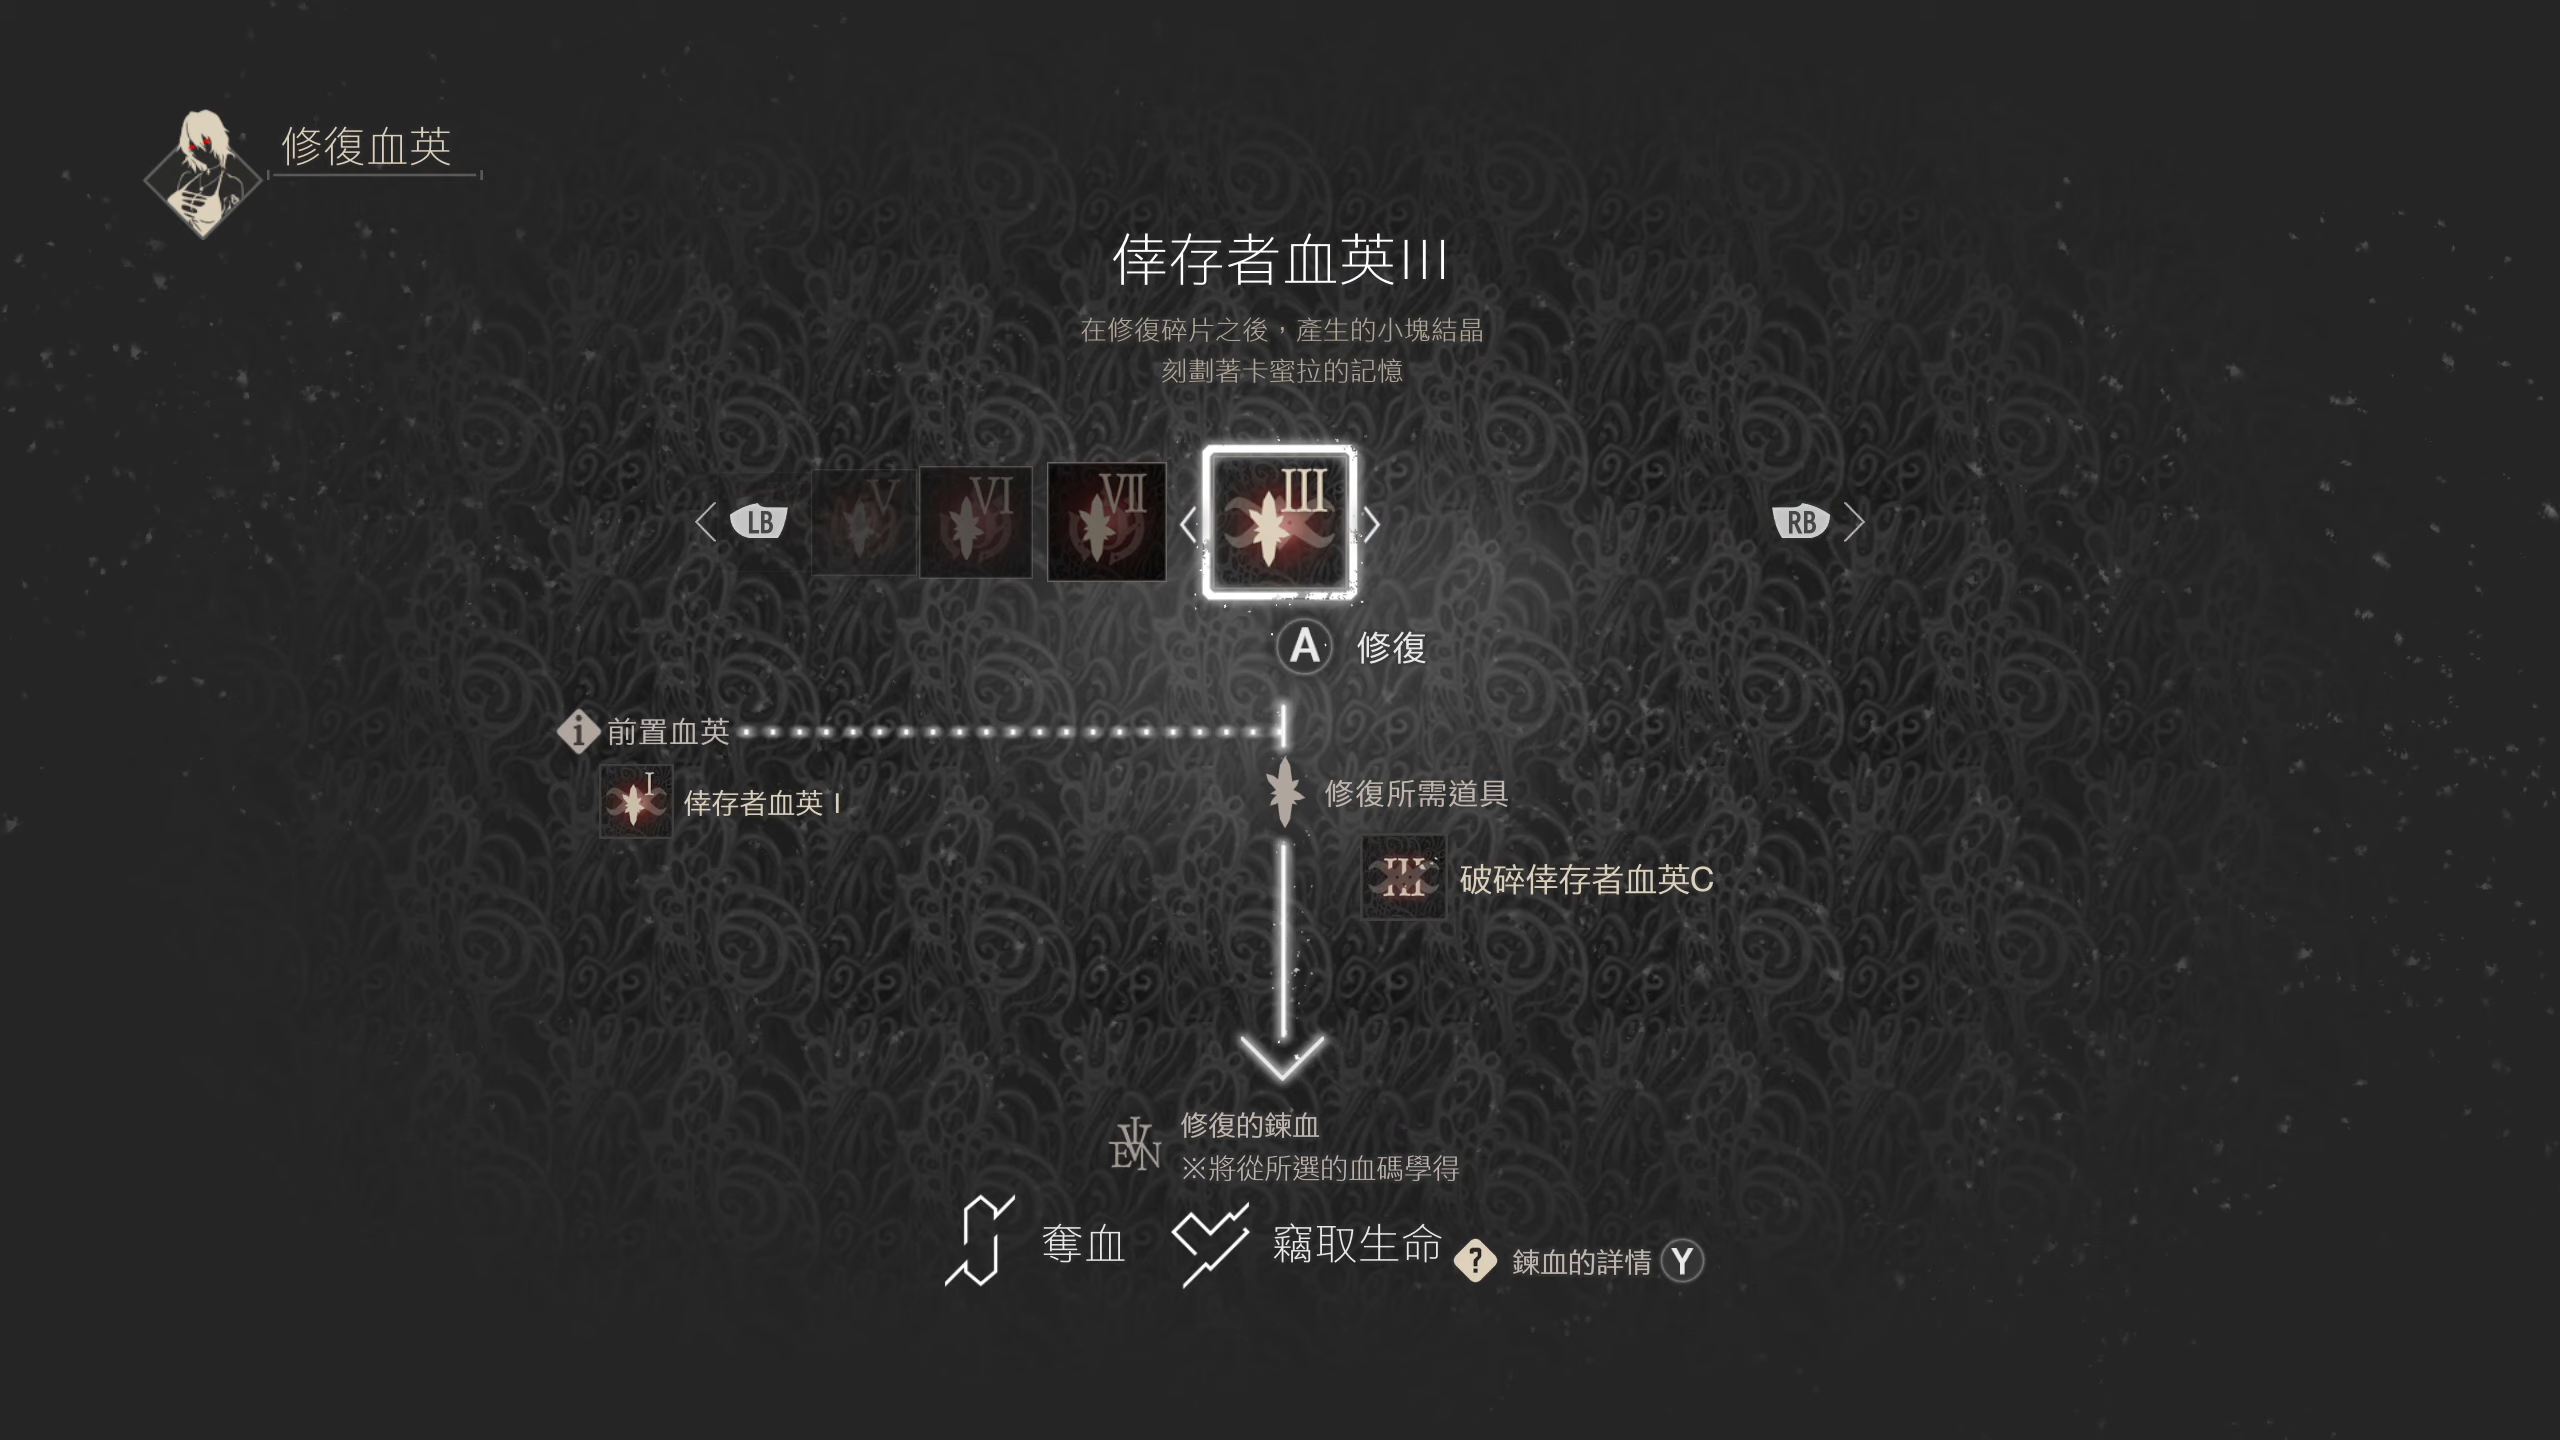 修復血英
倖存者血英III
在修復碎片之後，產生的小塊結晶
刻劃著卡蜜拉的記憶
LB
V
VI
VII
III
RB
A 修復
i 前置血英
I 倖存者血英 I
修復所需道具
III 破碎倖存者血英C
修復的鍊血
※將從所選的血碼學得
奪血
竊取生命
? 鍊血的詳情 Y